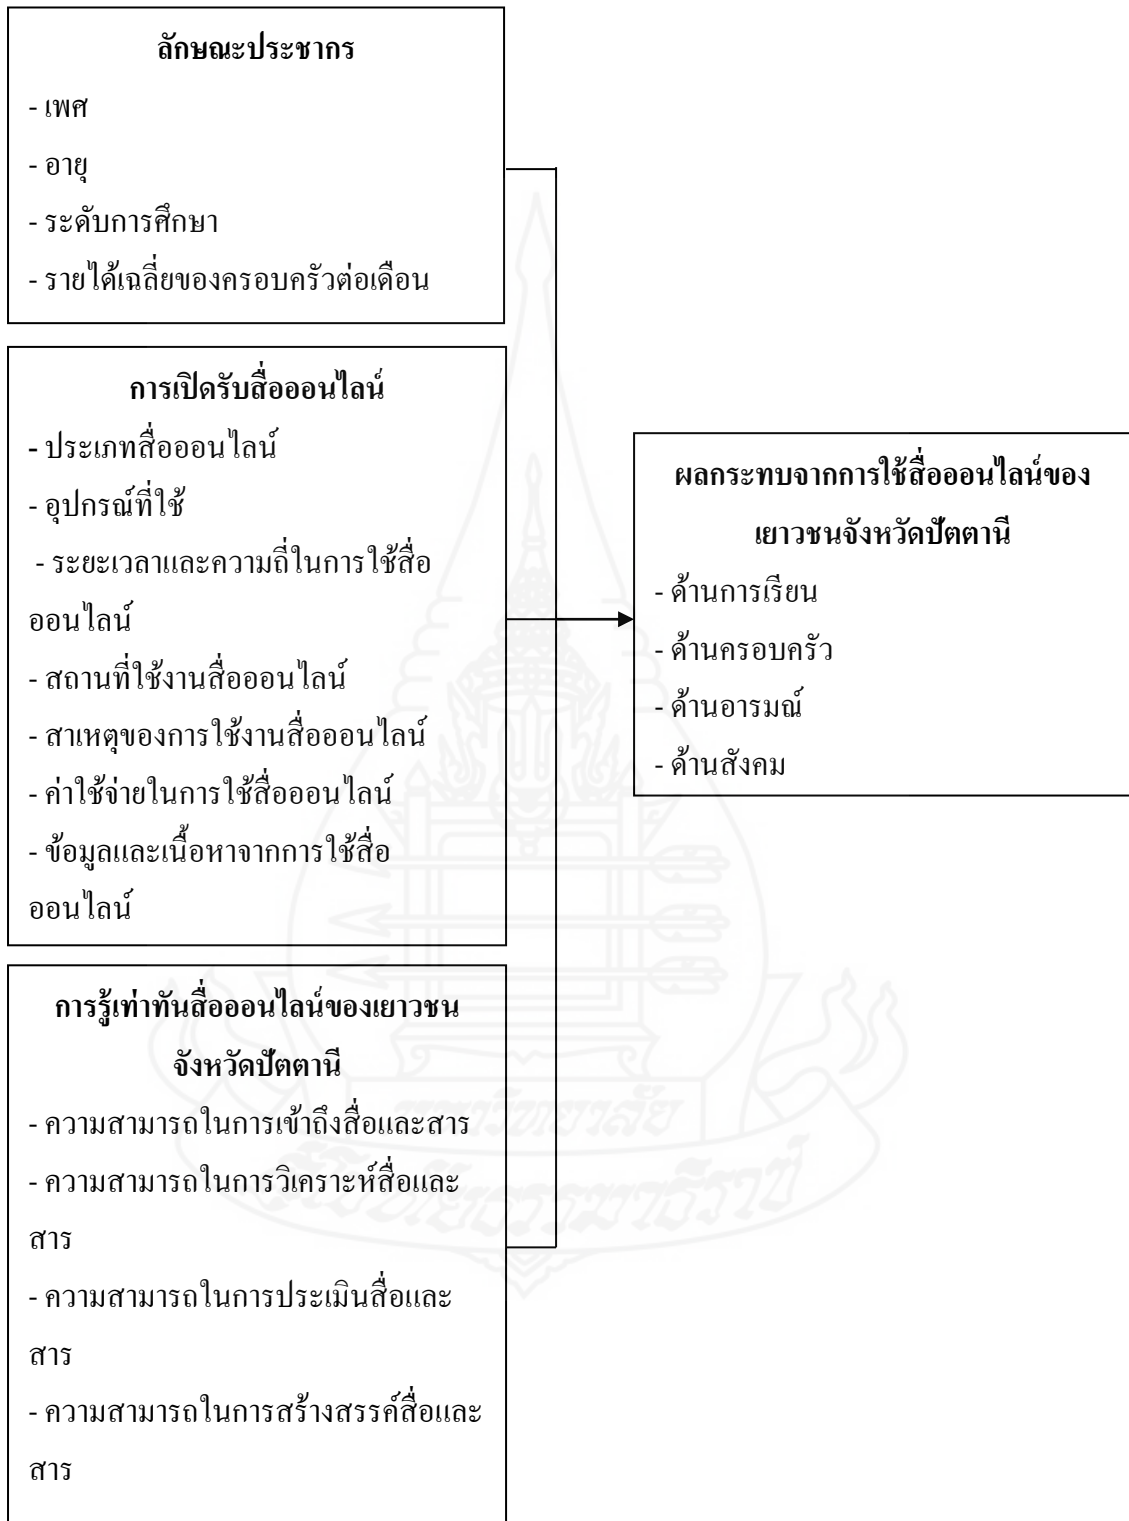 ลักษณะประชากร
- เพศ
- อายุ
- ระดับการศึกษา
- รายได้เฉลี่ยของครอบครัวต่อเดือน
การเปิดรับสื่อออนไลน์
- ประเภทสื่อออนไลน์
- อุปกรณ์ที่ใช้
- ระยะเวลาและความถี่ในการใช้สื่อ
ออนไลน์
- สถานที่ใช้งานสื่อออนไลน์
- สาเหตุของการใช้งานสื่อออนไลน์
- ค่าใช้จ่ายในการใช้สื่อออนไลน์
- ข้อมูลและเนื้อหาจากการใช้สื่อ
ออนไลน์
การรู้เท่าทันสื่อออนไลน์ของเยาวชน
จังหวัดปัตตานี
- ความสามารถในการเข้าถึงสื่อและสาร
- ความสามารถในการวิเคราะห์สื่อและ
สาร
- ความสามารถในการประเมินสื่อและ
สาร
- ความสามารถในการสร้างสรรค์สื่อและ
สาร
ผลกระทบจากการใช้สื่อออนไลน์ของ
เยาวชนจังหวัดปัตตานี
- ด้านการเรียน
- ด้านครอบครัว
- ด้านอารมณ์
- ด้านสังคม
มหาวิทยาลัย
สุโขทัยธรรมาธิราช